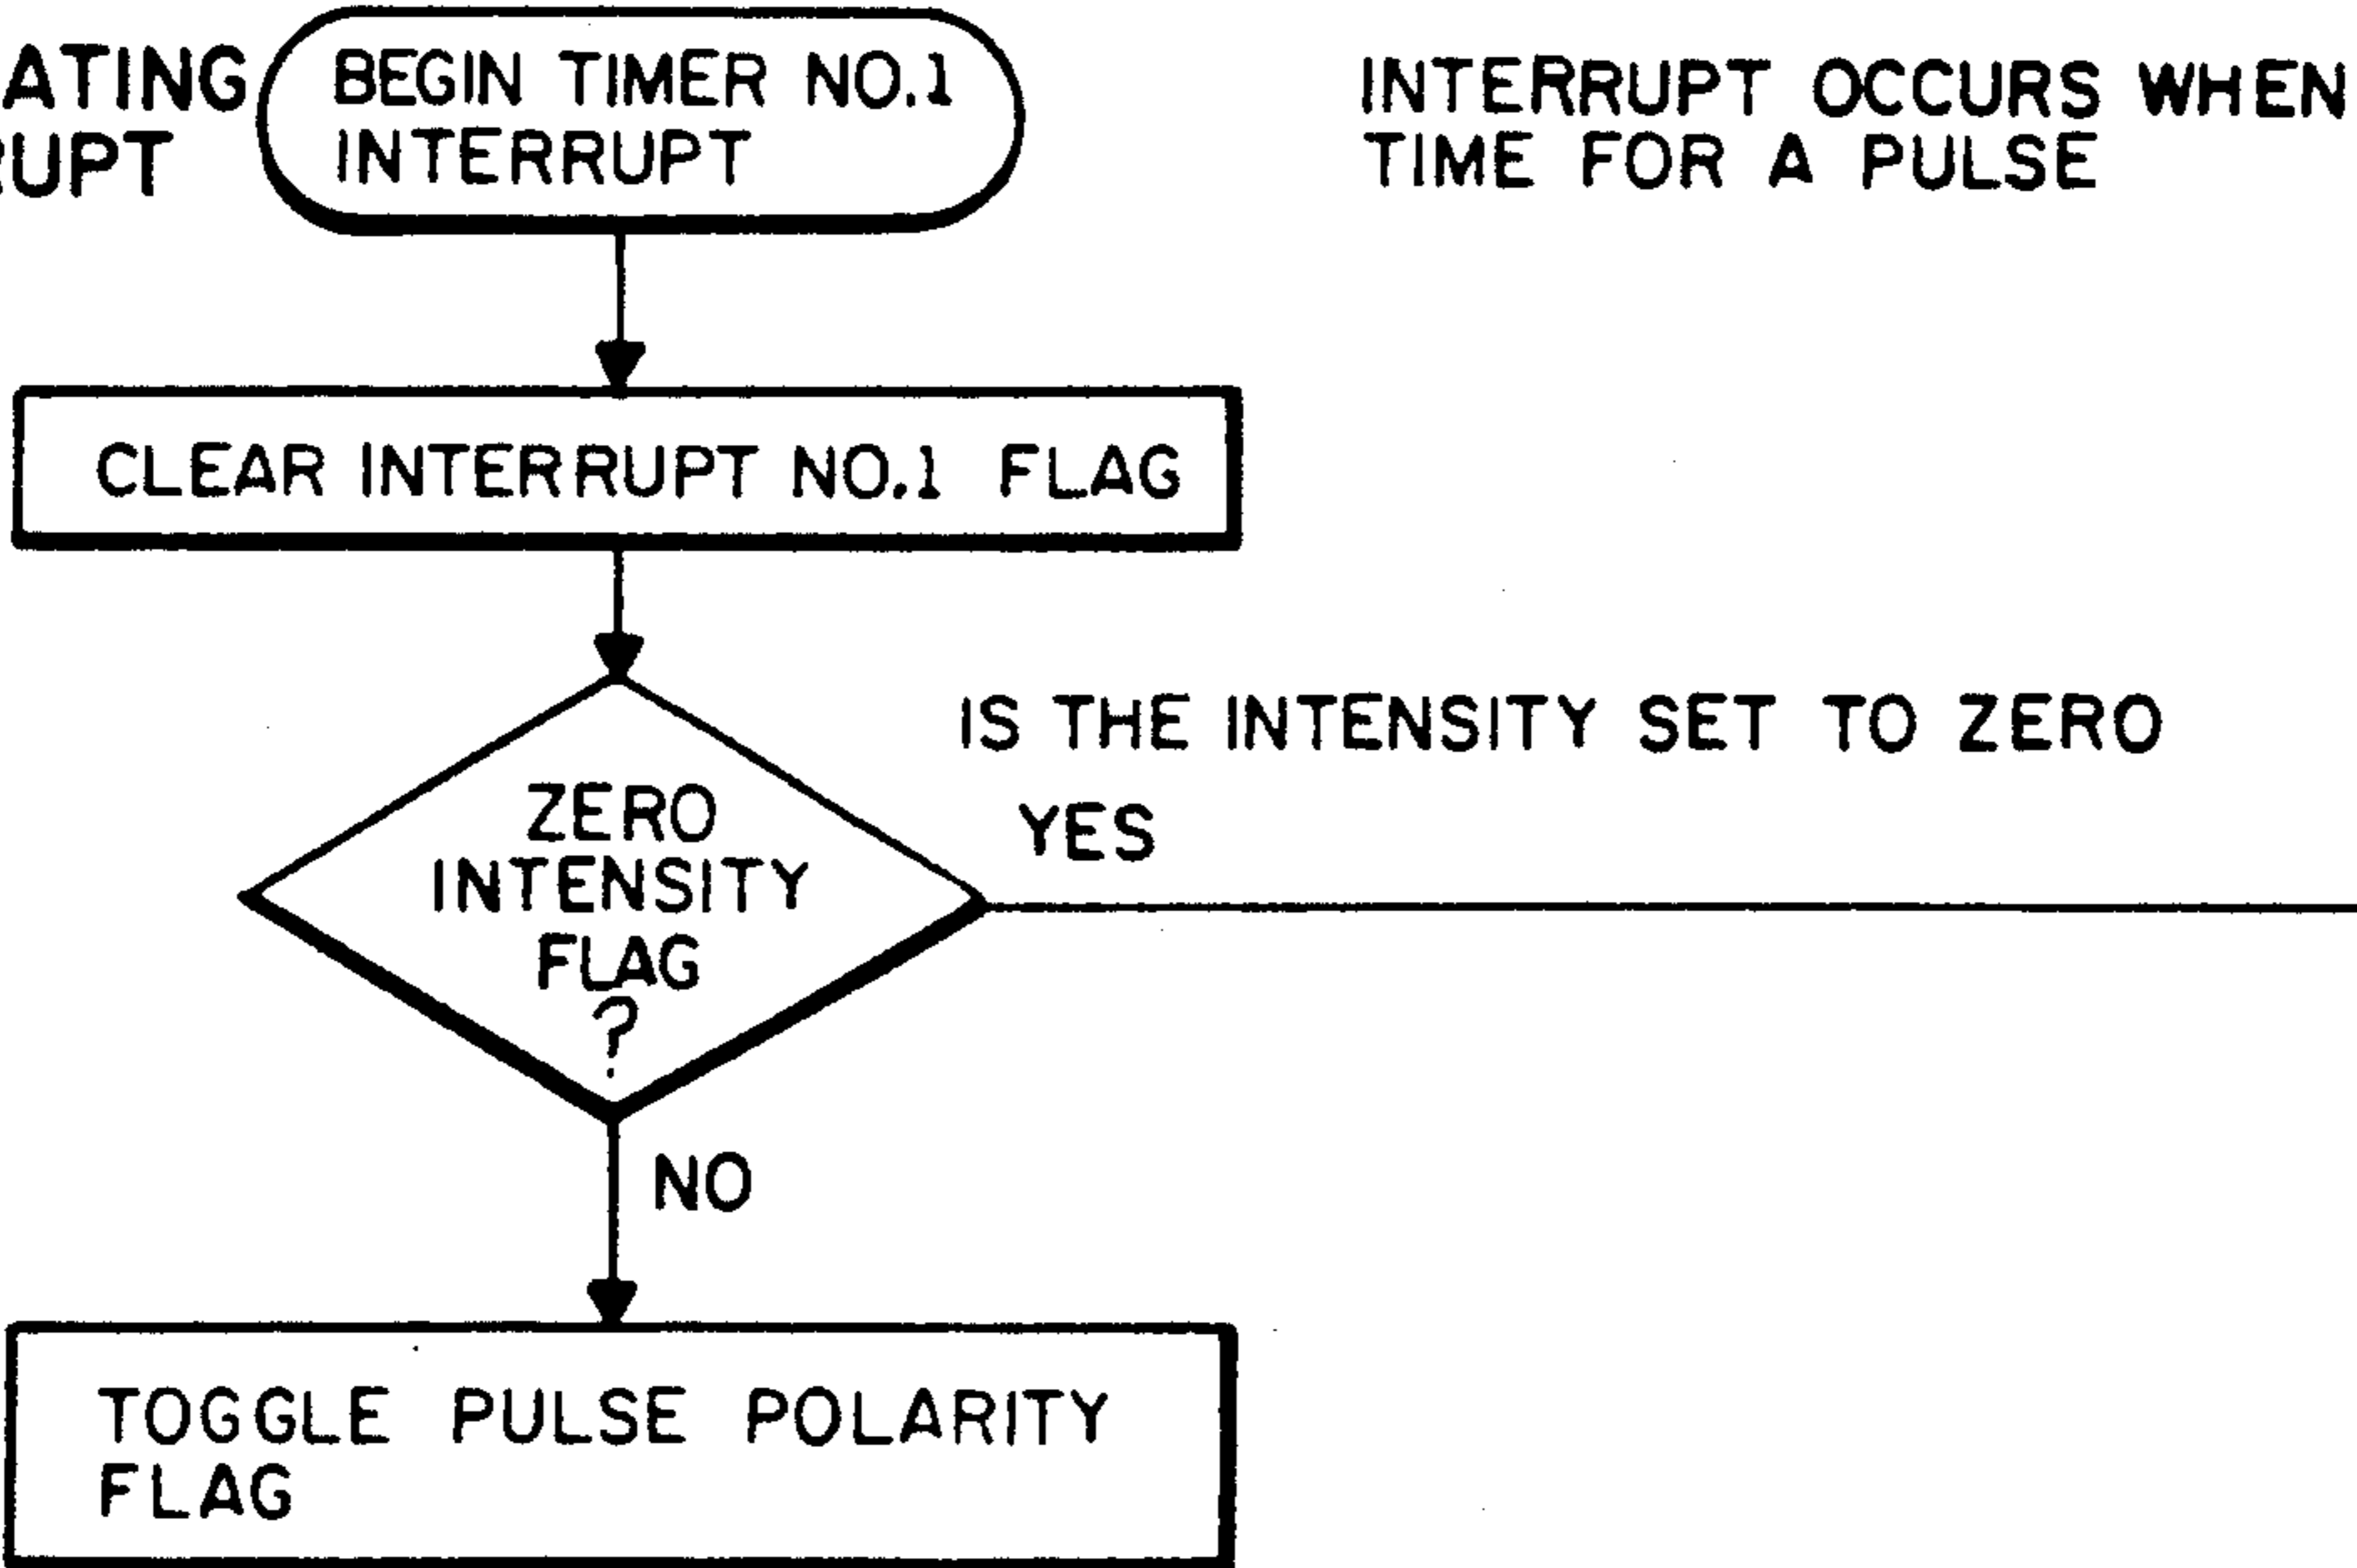 BEGIN TIMER NO.1
INTERRUPT
INTERRUPT OCCURS WHEN
TIME FOR A PULSE
CLEAR INTERRUPT NO.1 FLAG
IS THE INTENSITY SET TO ZERO
YES
ZERO
INTENSITY
FLAG
?
NO
TOGGLE PULSE POLARITY
FLAG